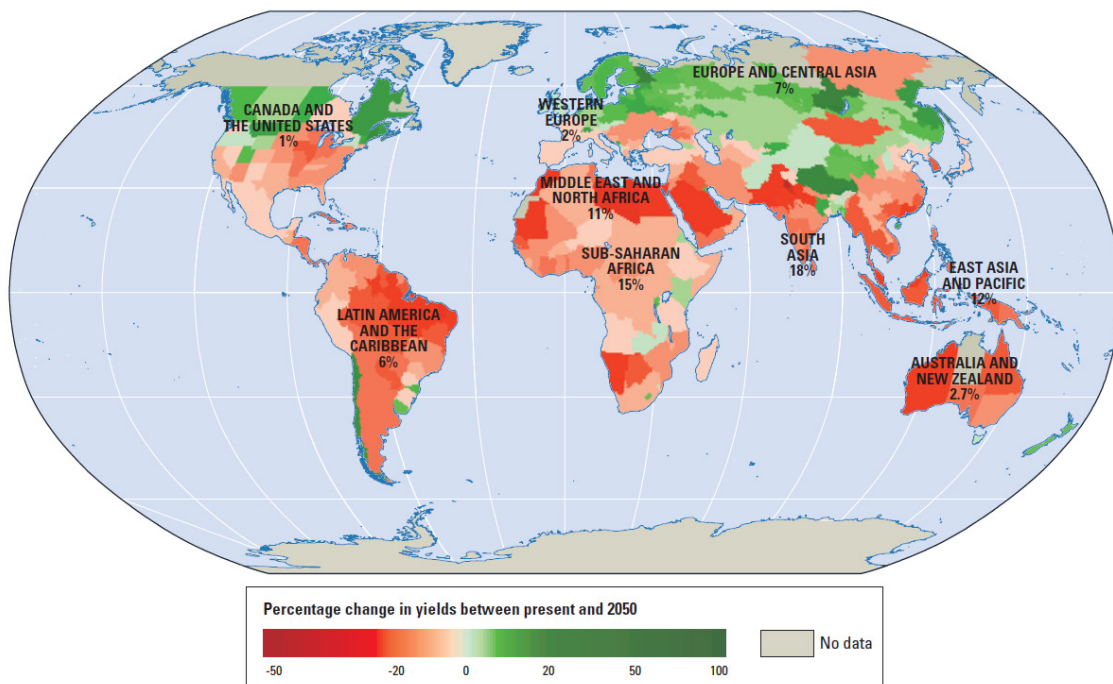 EUROPE AND CENTRAL ASIA
7%
CANADA AND
THE UNITED STATES
1%
WESTERN
EUROPE
2%
MIDDLE EAST AND
NORTH AFRICA
11%
SUB-SAHARAN
AFRICA
15%
SOUTH
ASIA
18%
EAST ASIA
AND PACIFIC
12%
LATIN AMERICA
AND THE
CARIBBEAN
6%
AUSTRALIA AND
NEW ZEALAND
2.7%
Percentage change in yields between present and 2050
No data
-50 -20 0 20 50 100